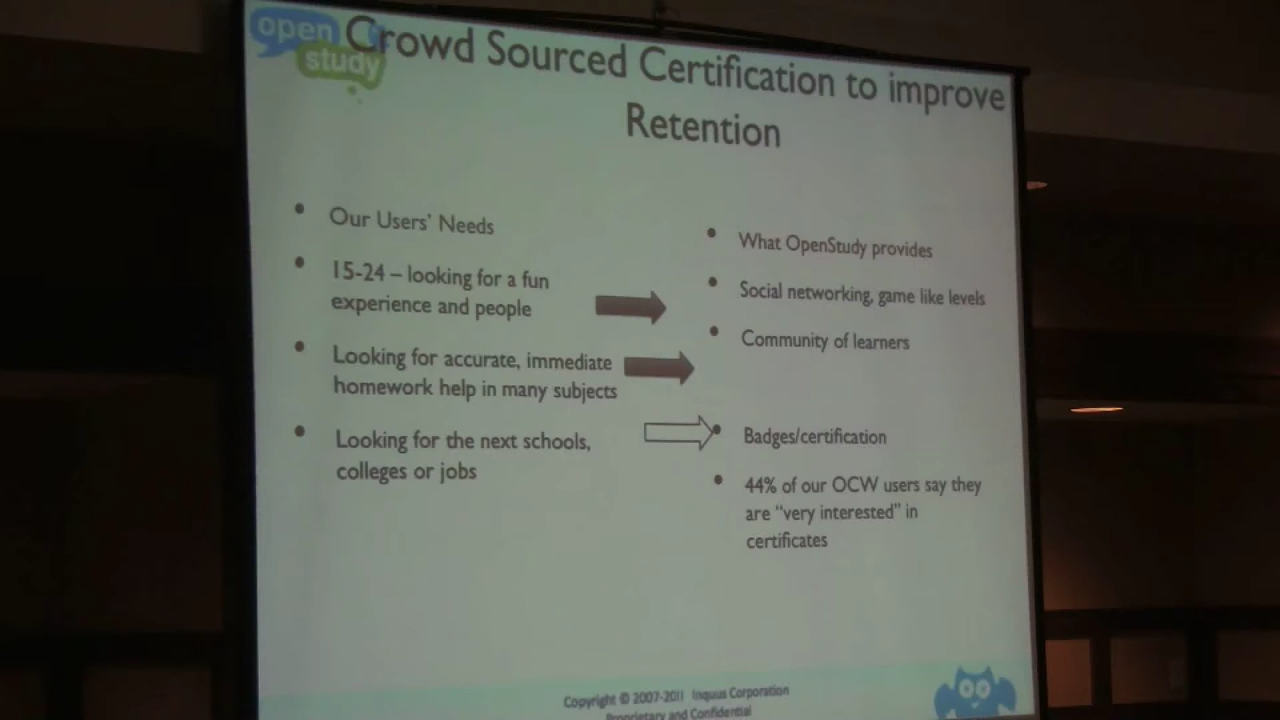 open
study
Crowd Sourced Certification to improve
Retention
• Our Users' Needs
• 15-24 – looking for a fun
experience and people
• Looking for accurate, immediate
homework help in many subjects
• Looking for the next schools,
colleges or jobs
• What OpenStudy provides
• Social networking, game like levels
• Community of learners
• Badges/certification
• 44% of our OCW users say they
are "very interested" in
certificates
Copyright © 2007-2011 Inquus Corporation
Proprietary and Confidential